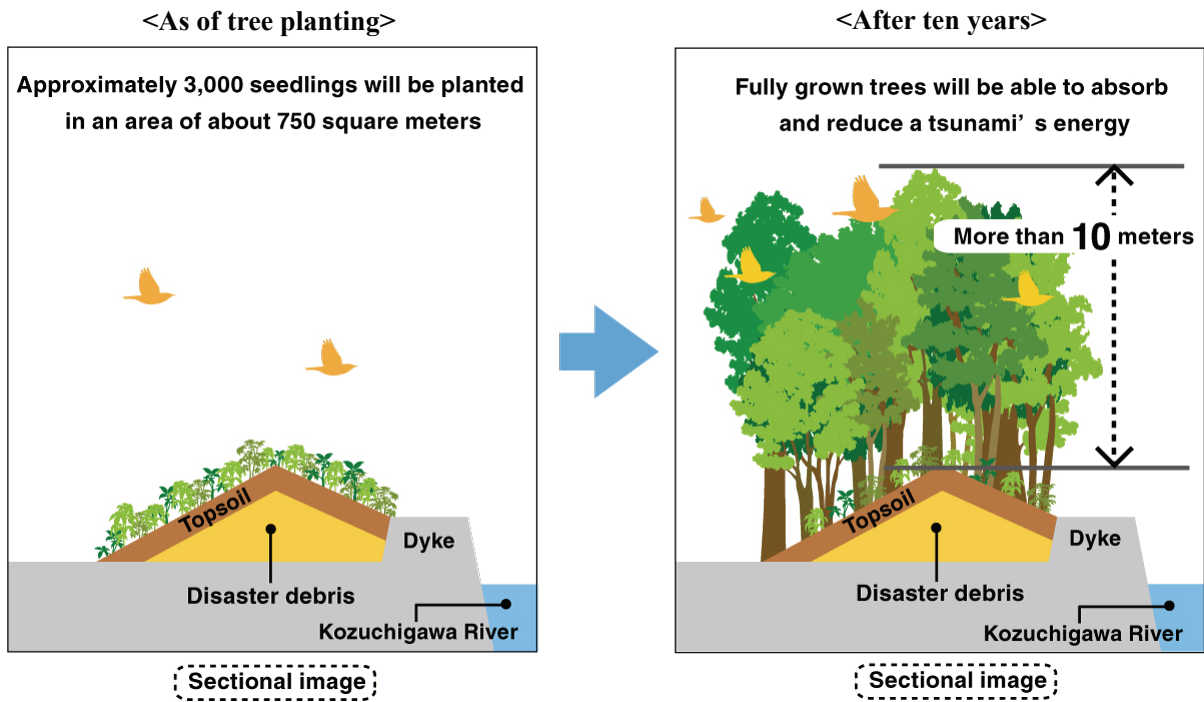 <As of tree planting>
Approximately 3,000 seedlings will be planted
in an area of about 750 square meters
Topsoil
Dyke
Disaster debris
Kozuchigawa River
Sectional image
<After ten years>
Fully grown trees will be able to absorb
and reduce a tsunami’ s energy
More than 10 meters
Topsoil
Dyke
Disaster debris
Kozuchigawa River
Sectional image